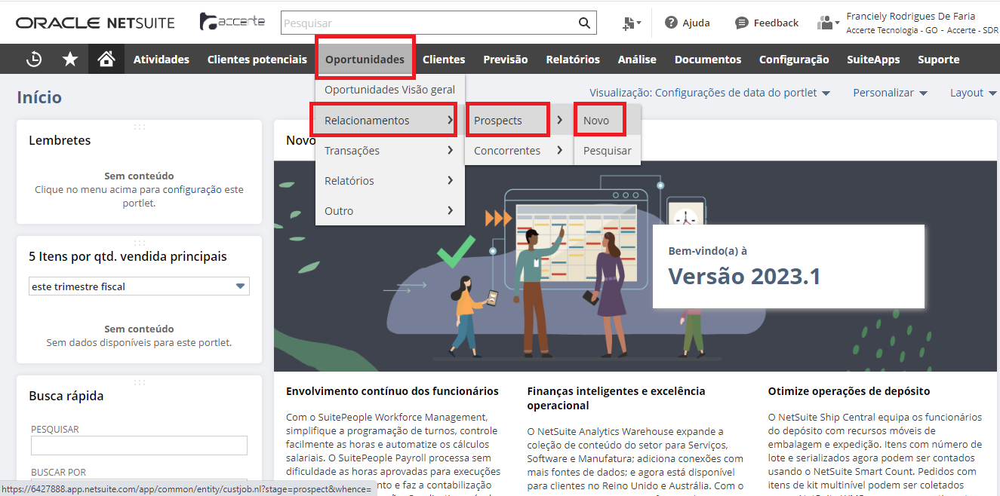 ORACLE NETSUITE
accerte
Pesquisar
Ajuda
Feedback
Franciely Rodrigues De Faria
Accerte Tecnologia - GO - Accerte - SDR
Atividades
Clientes potenciais
Oportunidades
Clientes
Previsão
Relatórios
Análise
Documentos
Configuração
SuiteApps
Suporte
Início
Visualização: Configurações de data do portlet
Personalizar
Layout
Oportunidades Visão geral
Relacionamentos
Prospects
Novo
Transações
Concorrentes
Pesquisar
Relatórios
Outro
Lembretes
Sem conteúdo
Clique no menu acima para configuração este
portlet.
5 Itens por qtd. vendida principais
este trimestre fiscal
Sem conteúdo
Sem dados disponíveis para este portlet.
Busca rápida
PESQUISAR
BUSCAR POR
Novo
Bem-vindo(a) à
Versão 2023.1
Envolvimento contínuo dos funcionários
Com o SuitePeople Workforce Management,
simplifique a programação de turnos, controle
facilmente as horas e automatize os cálculos
salariais. O SuitePeople Payroll processa sem
dificuldade as horas aprovadas para execuções
nto e faz a contabilização
Finanças inteligentes e excelência
operacional
O NetSuite Analytics Warehouse expande a
coleção de conteúdo do setor para Serviços,
Software e Manufatura; adiciona conexões com
mais fontes de dados; e agora está disponível
para clientes no Reino Unido e Austrália. Com o
Otimize operações de depósito
O NetSuite Ship Central equipa os funcionários
do depósito com recursos móveis de
embalagem e expedição. Itens com número de
lote e serializados agora podem ser contados
usando o NetSuite Smart Count. Pedidos com
itens de kit multinível podem ser coletados
https://6427888.app.netsuite.com/app/common/entity/custjob.nl?stage=prospect&whence=